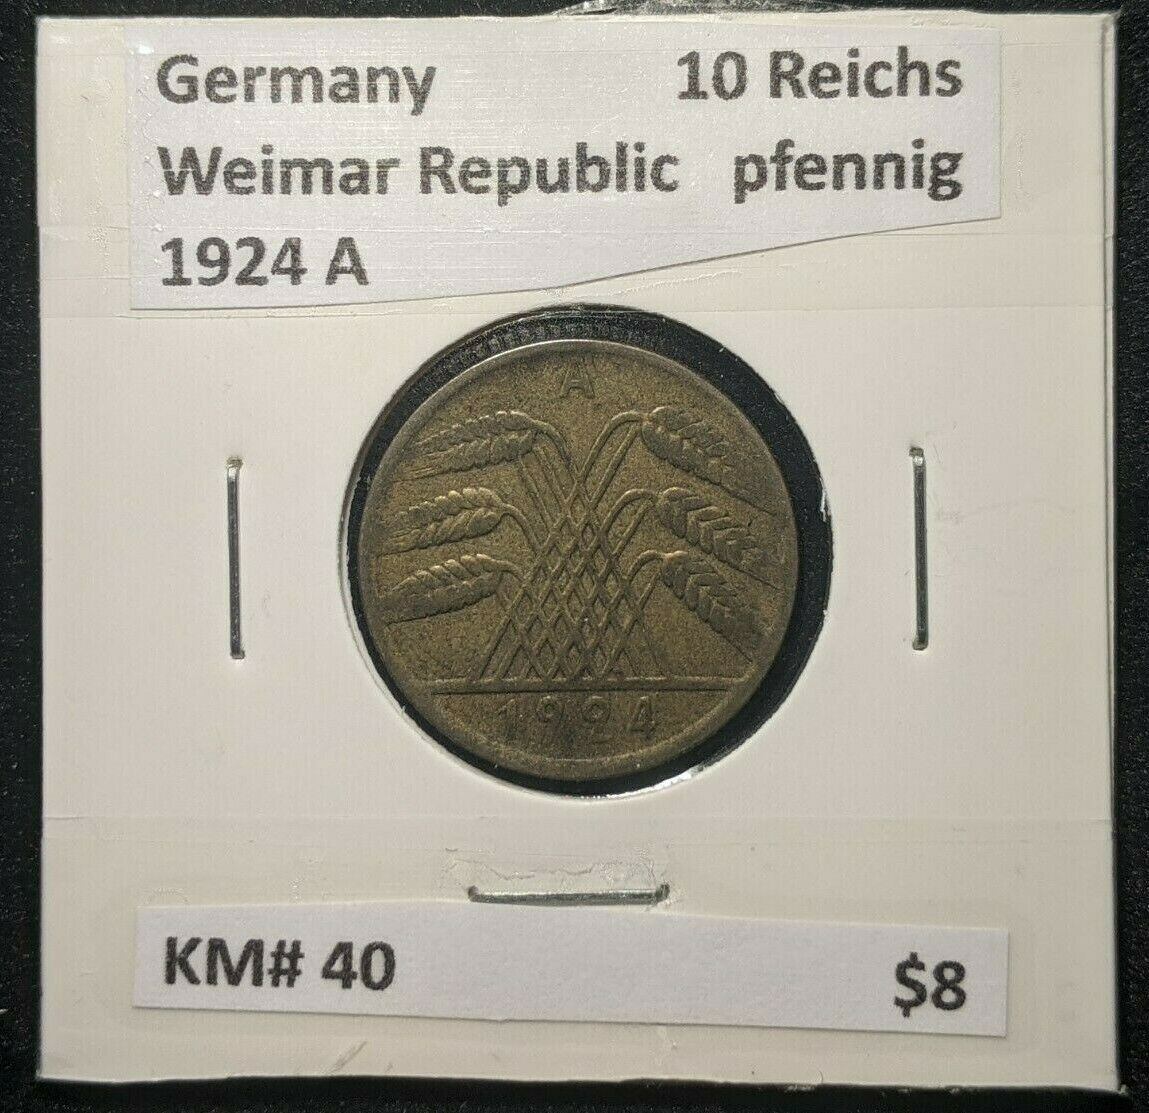 Germany 10 Reichs
Weimar Republic pfennig
1924 A
A
1924
KM# 40 $8